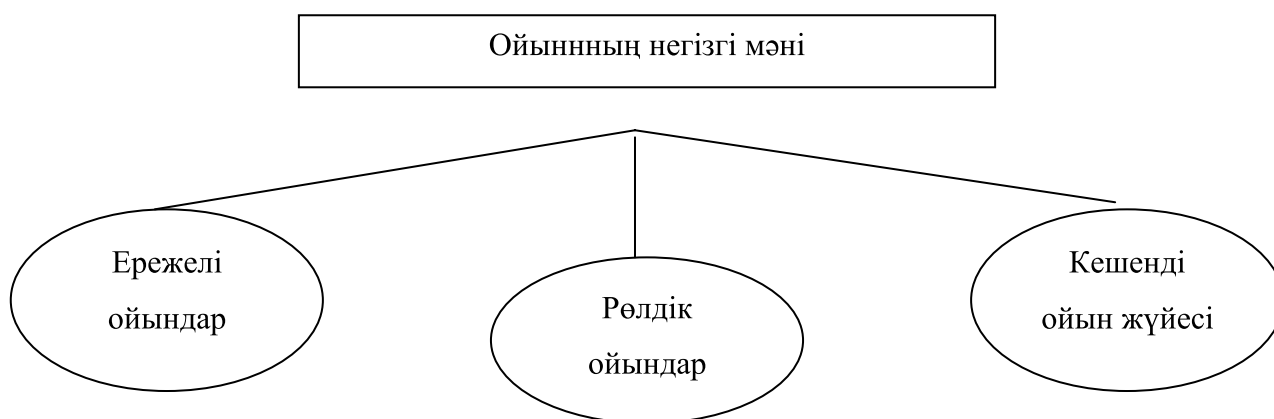 Ойыннның негізгі мәні
Ережелі
ойындар
Рөлдік
ойындар
Кешенді
ойын жүйесі